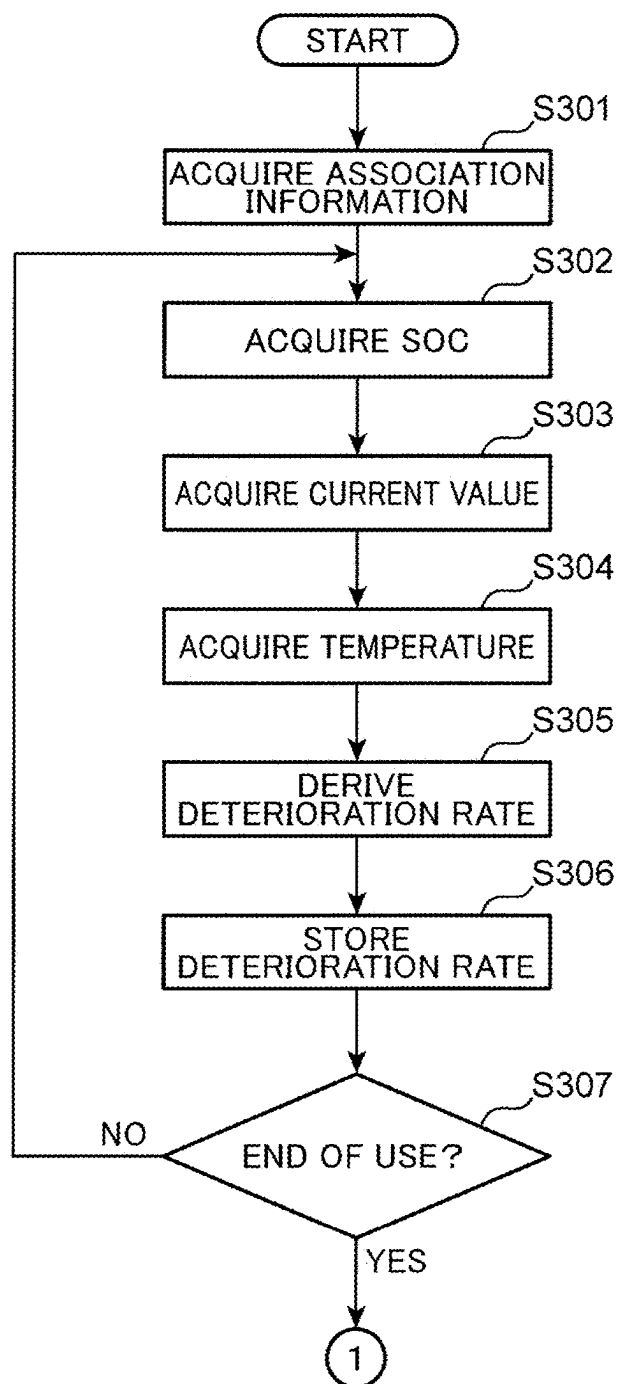 START
S301
ACQUIRE ASSOCIATION
INFORMATION
S302
ACQUIRE SOC
S303
ACQUIRE CURRENT VALUE
S304
ACQUIRE TEMPERATURE
S305
DERIVE
DETERIORATION RATE
S306
STORE
DETERIORATION RATE
S307
END OF USE?
NO
YES
1